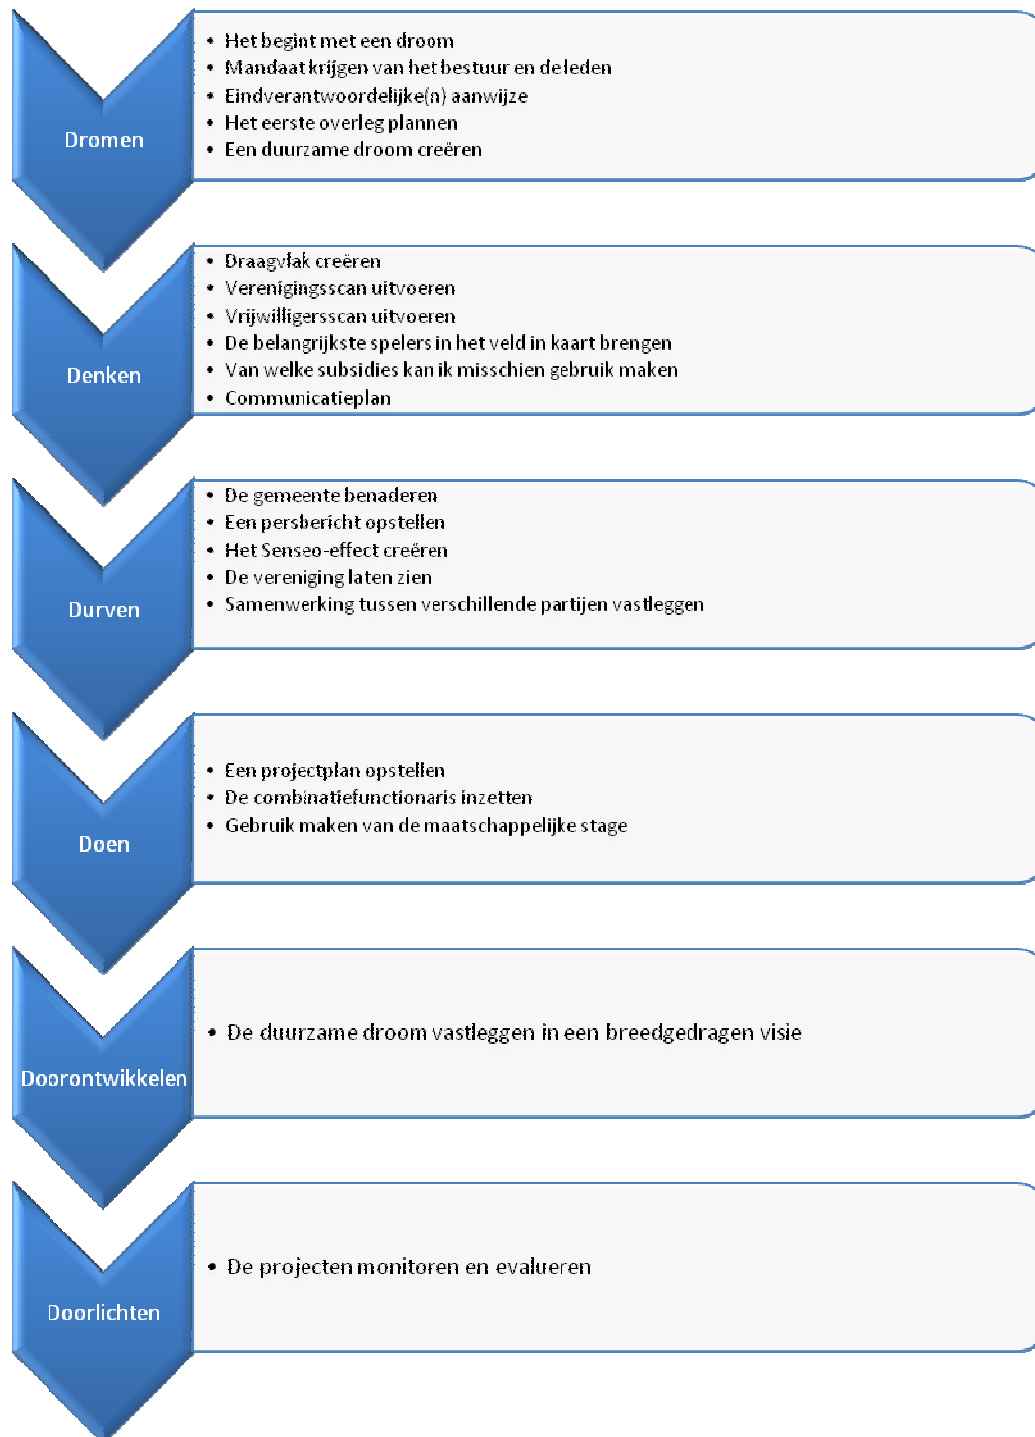 Dromen
• Het begint met een droom
• Mandaat krijgen van het bestuur en de leden
• Eindverantwoordelijke(n) aanwijze
• Het eerste overleg plannen
• Een duurzame droom creëren
Denken
• Draagvlak creëren
• Verenigingsscan uitvoeren
• Vrijwilligersscan uitvoeren
• De belangrijkste spelers in het veld in kaart brengen
• Van welke subsidies kan ik misschien gebruik maken
• Communicatieplan
Durven
• De gemeente benaderen
• Een persbericht opstellen
• Het Senseo-effect creëren
• De vereniging laten zien
• Samenwerking tussen verschillende partijen vastleggen
Doen
• Een projectplan opstellen
• De combinatiefunctionaris inzetten
• Gebruik maken van de maatschappelijke stage
Doorontwikkelen
• De duurzame droom vastleggen in een breedgedragen visie
Doorlichten
• De projecten monitoren en evalueren